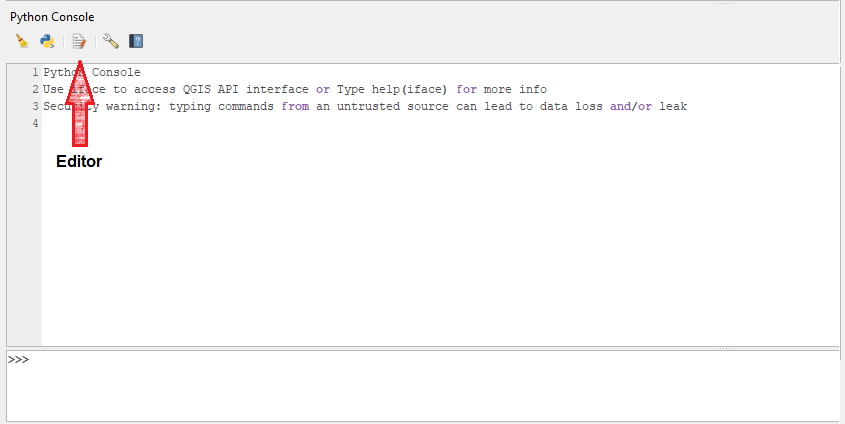 Python Console
1 Python Console
2 Use iface to access QGIS API interface or Type help(iface) for more info
3 Security warning: typing commands from an untrusted source can lead to data loss and/or leak
4
Editor
>>>